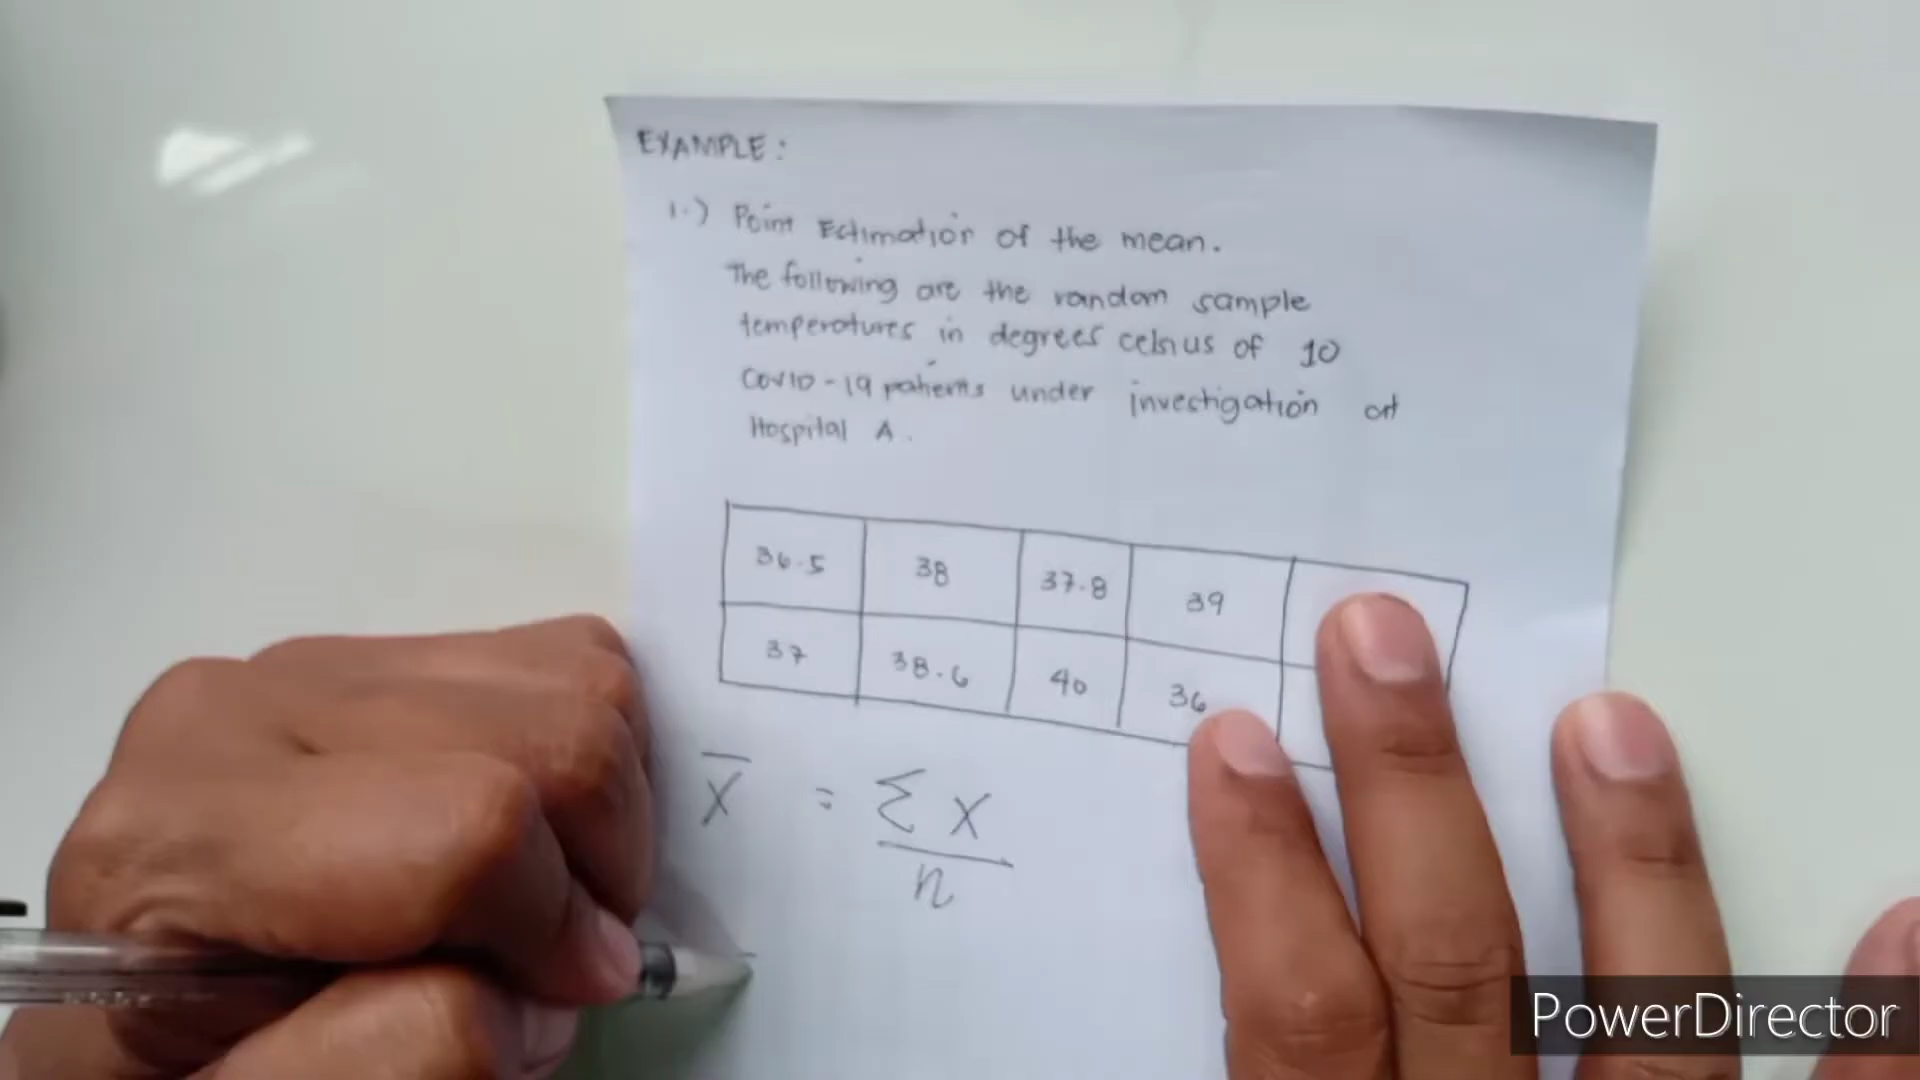 EXAMPLE:
1.) Point Estimation of the mean.
The following are the random sample
temperatures in degrees celsius of 10
COVID-19 patients under investigation at
Hospital A.
36.5 38 37.8 39
37 38.6 40 36
X̄ = Σ X
n
PowerDirector